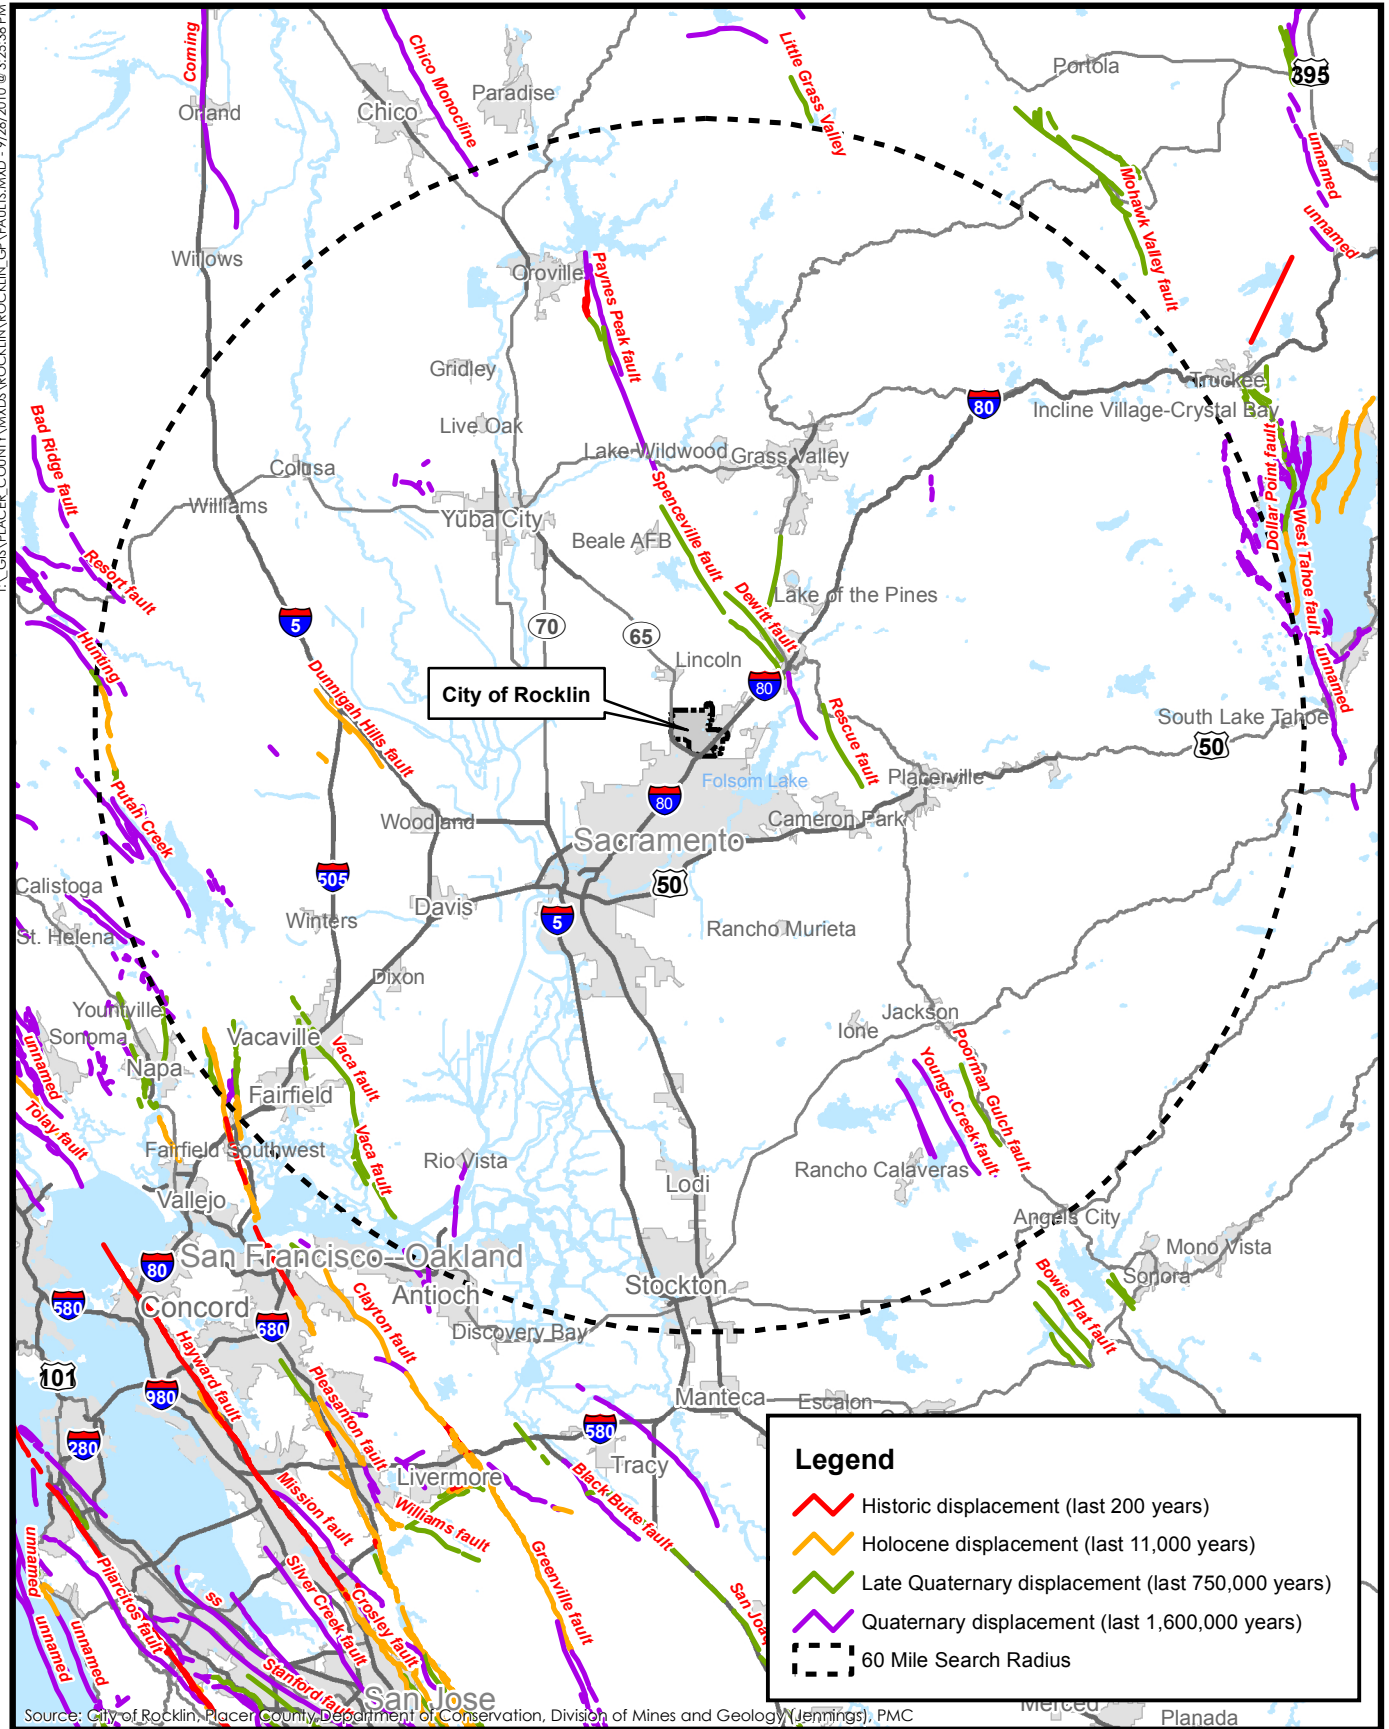 Corning
Chico Monocline
Little Grass Valley
Portola
395
Paradise
Orland
Chico
unnamed
Mohawk Valley fault
unnamed
Willows
Oroville
Paynes Peak fault
Gridley
Truckee
80
Incline Village-Crystal Bay
Bad Ridge fault
Live Oak
Lake Wildwood
Grass Valley
Colusa
Williams
Yuba City
Spenceville fault
Dollar Point fault
West Tahoe fault
Beale AFB
Resort fault
Dewitt fault
Lake of the Pines
5
70
65
Hunting
Lincoln
unnamed
Dunnigah Hills fault
City of Rocklin
80
Rescue fault
South Lake Tahoe
50
Putah Creek
Folsom Lake
Placerville
80
Woodland
Cameron Park
Sacramento
505
50
Calistoga
Winters
Davis
5
Rancho Murieta
St. Helena
Dixon
Yountville
Jackson
Ione
Sonoma
Vacaville
unnamed
Napa
Vaca fault
Youngs Creek fault
Poorman Gulch fault
Fairfield
Tolay fault
Fairfield Southwest
Vaca fault
Rio Vista
Rancho Calaveras
Vallejo
Lodi
Angels City
Mono Vista
San Francisco--Oakland
80
Sonora
580
Concord
Antioch
Stockton
Clayton fault
Bowie Flat fault
680
Discovery Bay
Hayward fault
101
980
Pleasanton fault
Manteca
Escalon
280
580
Livermore
Tracy
Mission fault
Williams fault
Black Butte fault
unnamed
Pilarcitos fault
Greenville fault
ss
Silver Creek fault
Crosley fault
San Joaq
unnamed
unnamed
Stanford fault
San Jose
Merced
Planada
Legend
Historic displacement (last 200 years)
Holocene displacement (last 11,000 years)
Late Quaternary displacement (last 750,000 years)
Quaternary displacement (last 1,600,000 years)
60 Mile Search Radius
Source: City of Rocklin, Placer County, Department of Conservation, Division of Mines and Geology (Jennings), PMC